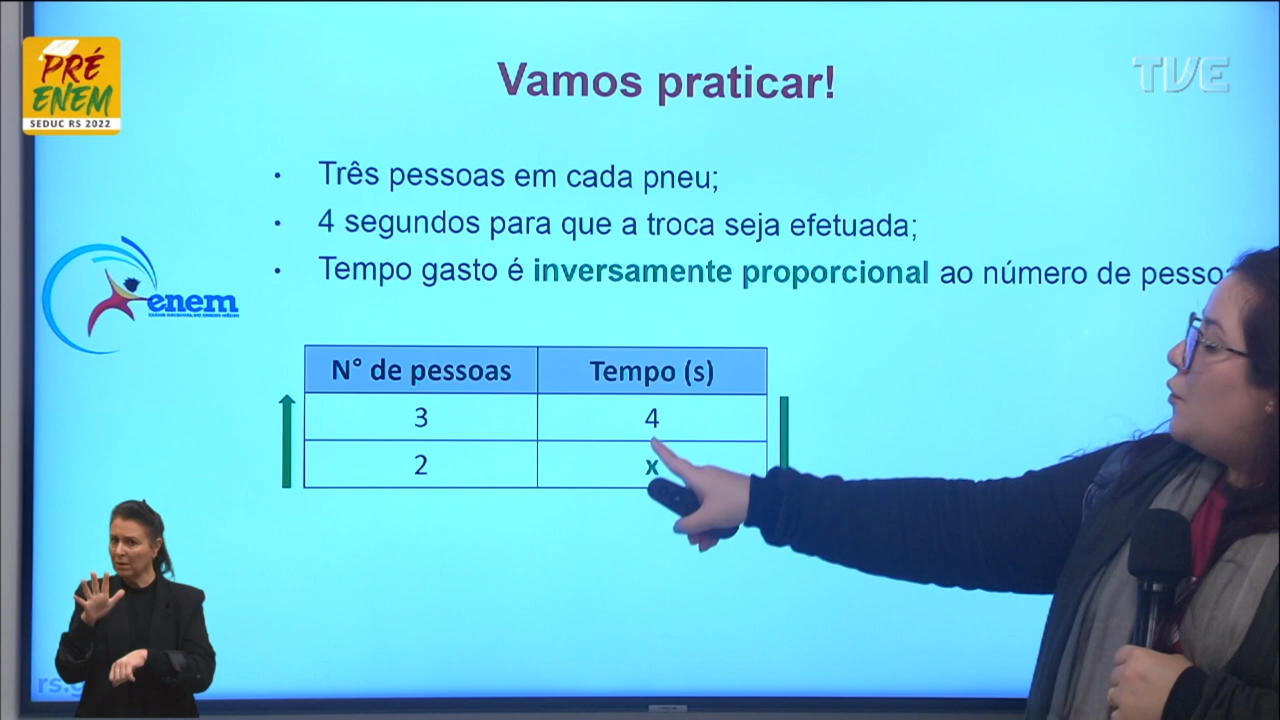 PRÉ
ENEM
SEDUC RS 2022
TVE
Vamos praticar!
• Três pessoas em cada pneu;
• 4 segundos para que a troca seja efetuada;
• Tempo gasto é inversamente proporcional ao número de pesso
enem
N° de pessoas Tempo (s)
3 4
2 x